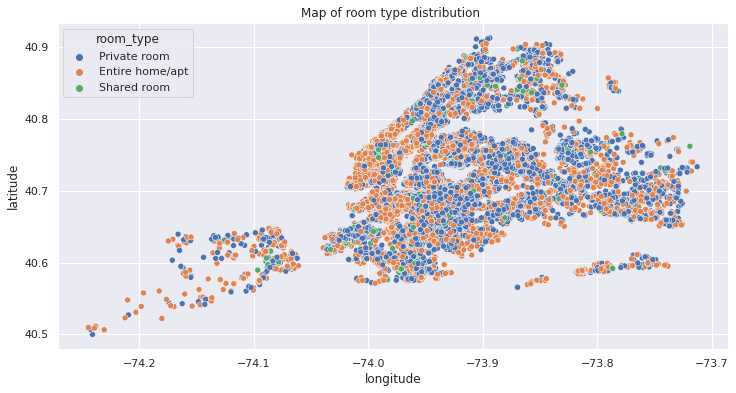 Map of room type distribution
room_type
Private room
Entire home/apt
Shared room
40.9
40.8
40.7
40.6
40.5
latitude
−74.2 −74.1 −74.0 −73.9 −73.8 −73.7
longitude